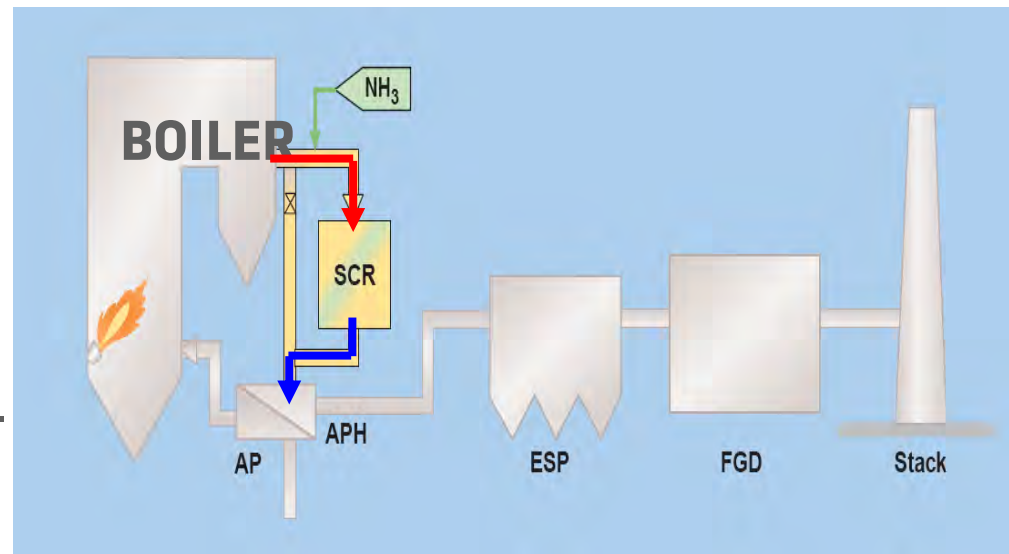 NH₃
BOILER
SCR
APH
AP
ESP
FGD
Stack